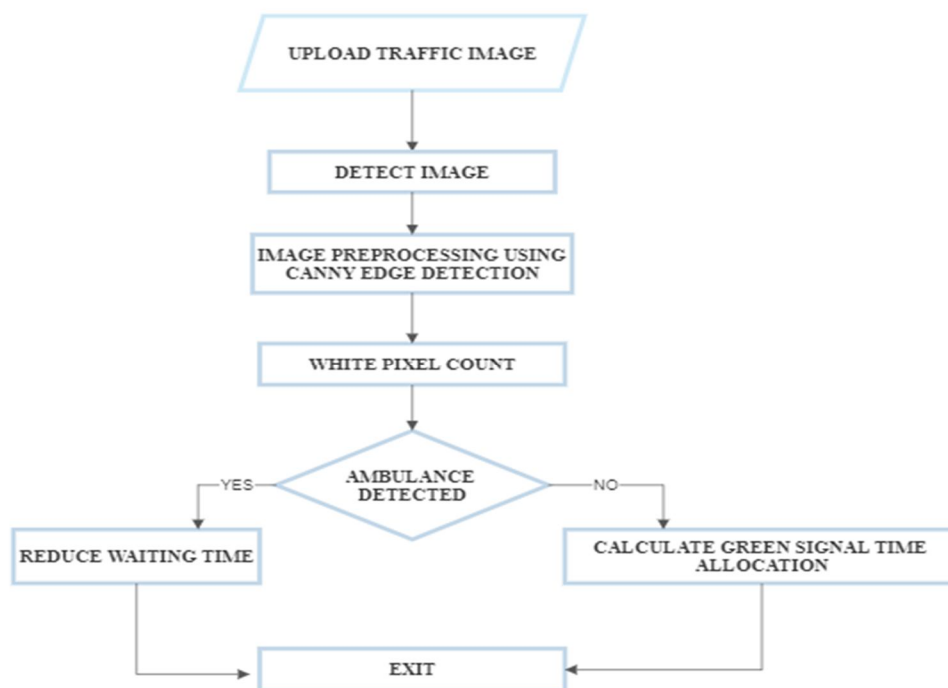 UPLOAD TRAFFIC IMAGE
DETECT IMAGE
IMAGE PREPROCESSING USING
CANNY EDGE DETECTION
WHITE PIXEL COUNT
AMBULANCE
DETECTED
YES
NO
REDUCE WAITING TIME
CALCULATE GREEN SIGNAL TIME
ALLOCATION
EXIT